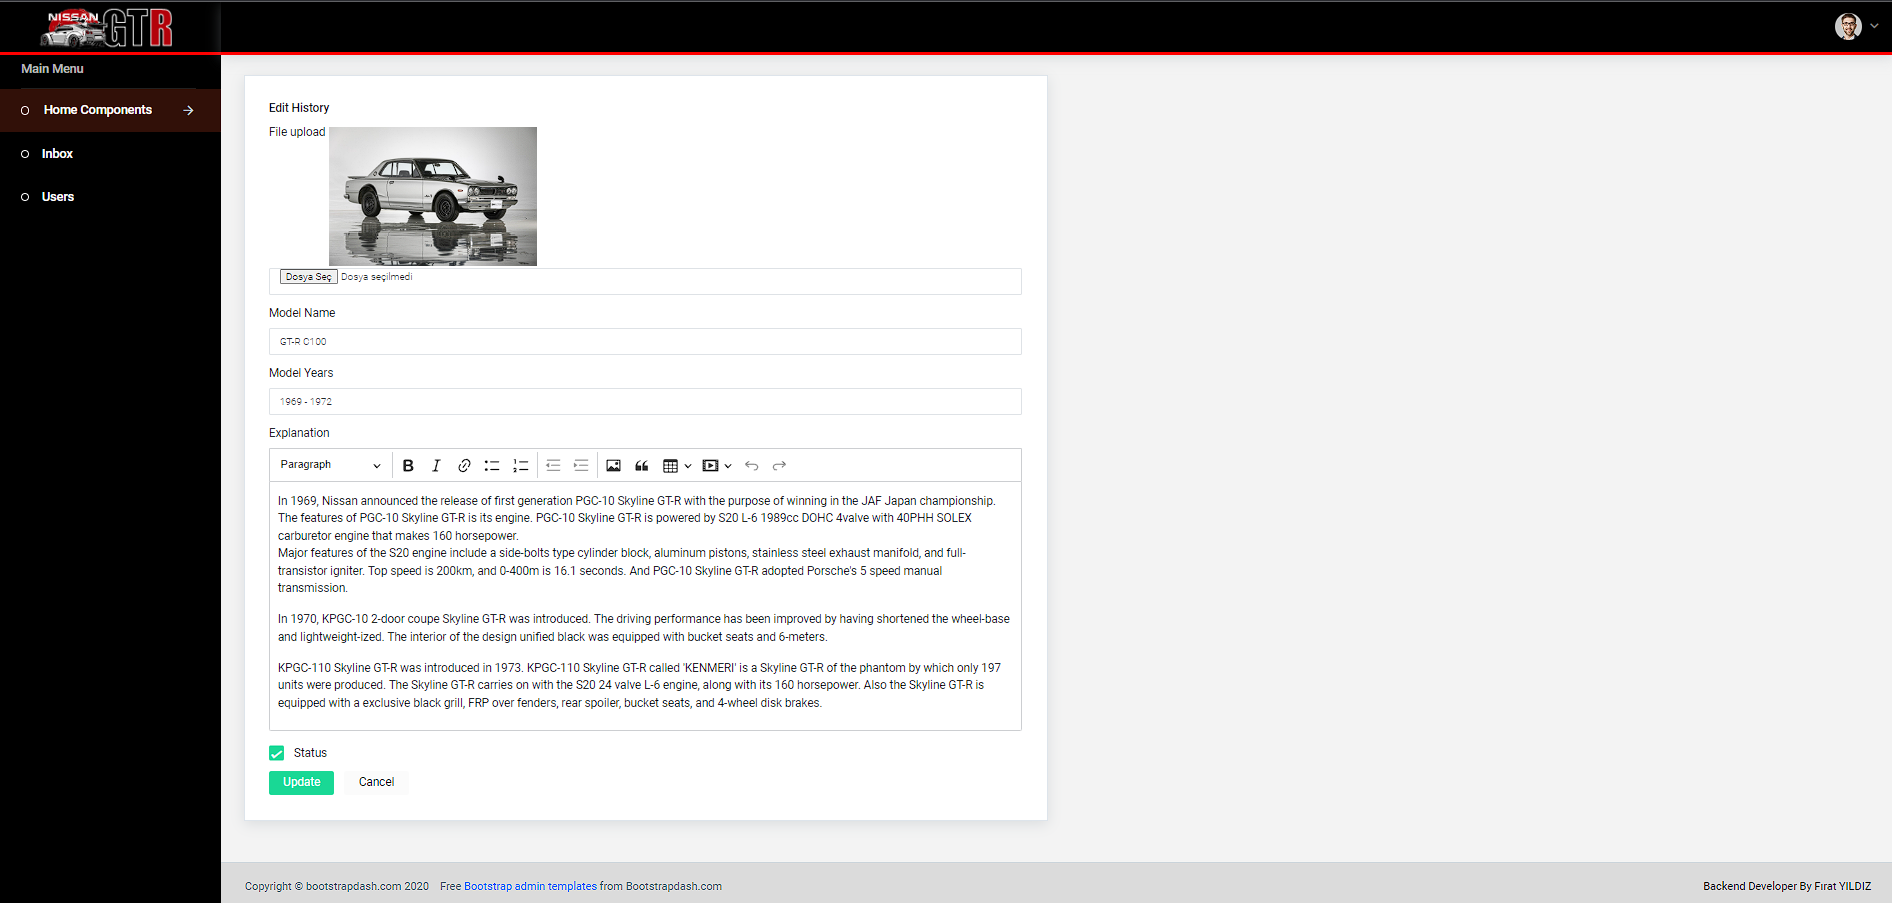 NISSAN
GTR
Main Menu
Home Components
Inbox
Users
Edit History
File upload
Dosya Seç Dosya seçilmedi
Model Name
GT-R C100
Model Years
1969 - 1972
Explanation
Paragraph
In 1969, Nissan announced the release of first generation PGC-10 Skyline GT-R with the purpose of winning in the JAF Japan championship.
The features of PGC-10 Skyline GT-R is its engine. PGC-10 Skyline GT-R is powered by S20 L-6 1989cc DOHC 4valve with 40PHH SOLEX
carburetor engine that makes 160 horsepower.
Major features of the S20 engine include a side-bolts type cylinder block, aluminum pistons, stainless steel exhaust manifold, and full-
transistor igniter. Top speed is 200km, and 0-400m is 16.1 seconds. And PGC-10 Skyline GT-R adopted Porsche's 5 speed manual
transmission.
In 1970, KPGC-10 2-door coupe Skyline GT-R was introduced. The driving performance has been improved by having shortened the wheel-base
and lightweight-ized. The interior of the design unified black was equipped with bucket seats and 6-meters.
KPGC-110 Skyline GT-R was introduced in 1973. KPGC-110 Skyline GT-R called 'KENMERI' is a Skyline GT-R of the phantom by which only 197
units were produced. The Skyline GT-R carries on with the S20 24 valve L-6 engine, along with its 160 horsepower. Also the Skyline GT-R is
equipped with a exclusive black grill, FRP over fenders, rear spoiler, bucket seats, and 4-wheel disk brakes.
Status
Update Cancel
Copyright © bootstrapdash.com 2020 Free Bootstrap admin templates from Bootstrapdash.com
Backend Developer By Fırat YILDIZ